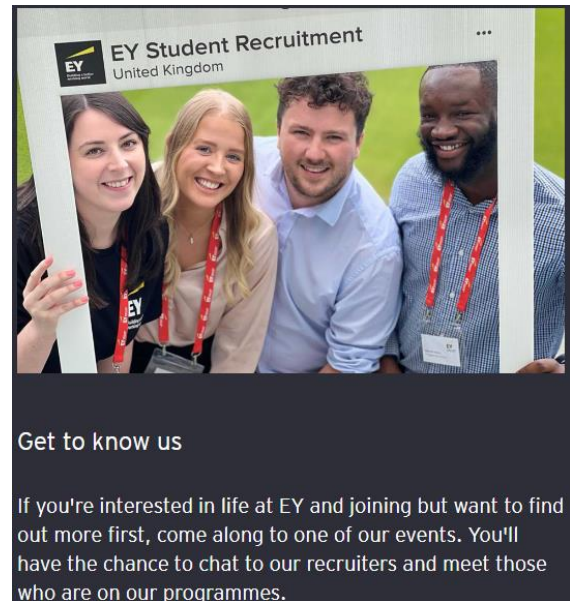 EY Student Recruitment
United Kingdom
EY
EY
Get to know us
If you're interested in life at EY and joining but want to find
out more first, come along to one of our events. You'll
have the chance to chat to our recruiters and meet those
who are on our programmes.